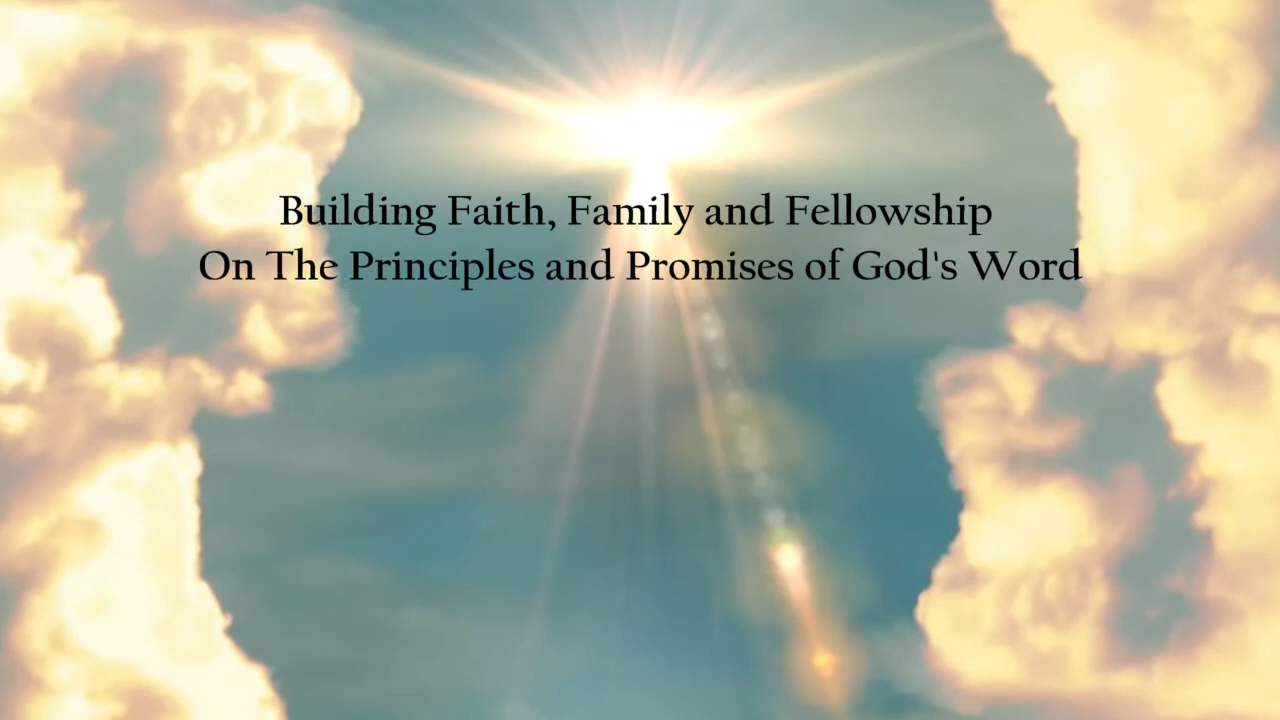 Building Faith, Family and Fellowship
On The Principles and Promises of God's Word